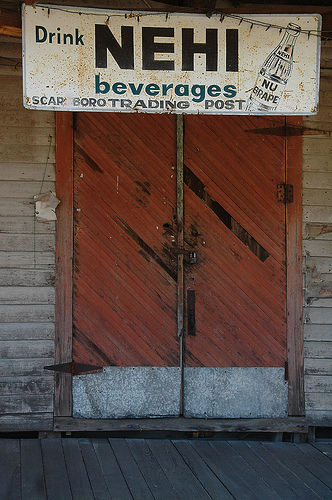 Drink NEHI
beverages
SCAR BORO TRADING POST
NU
GRAPE